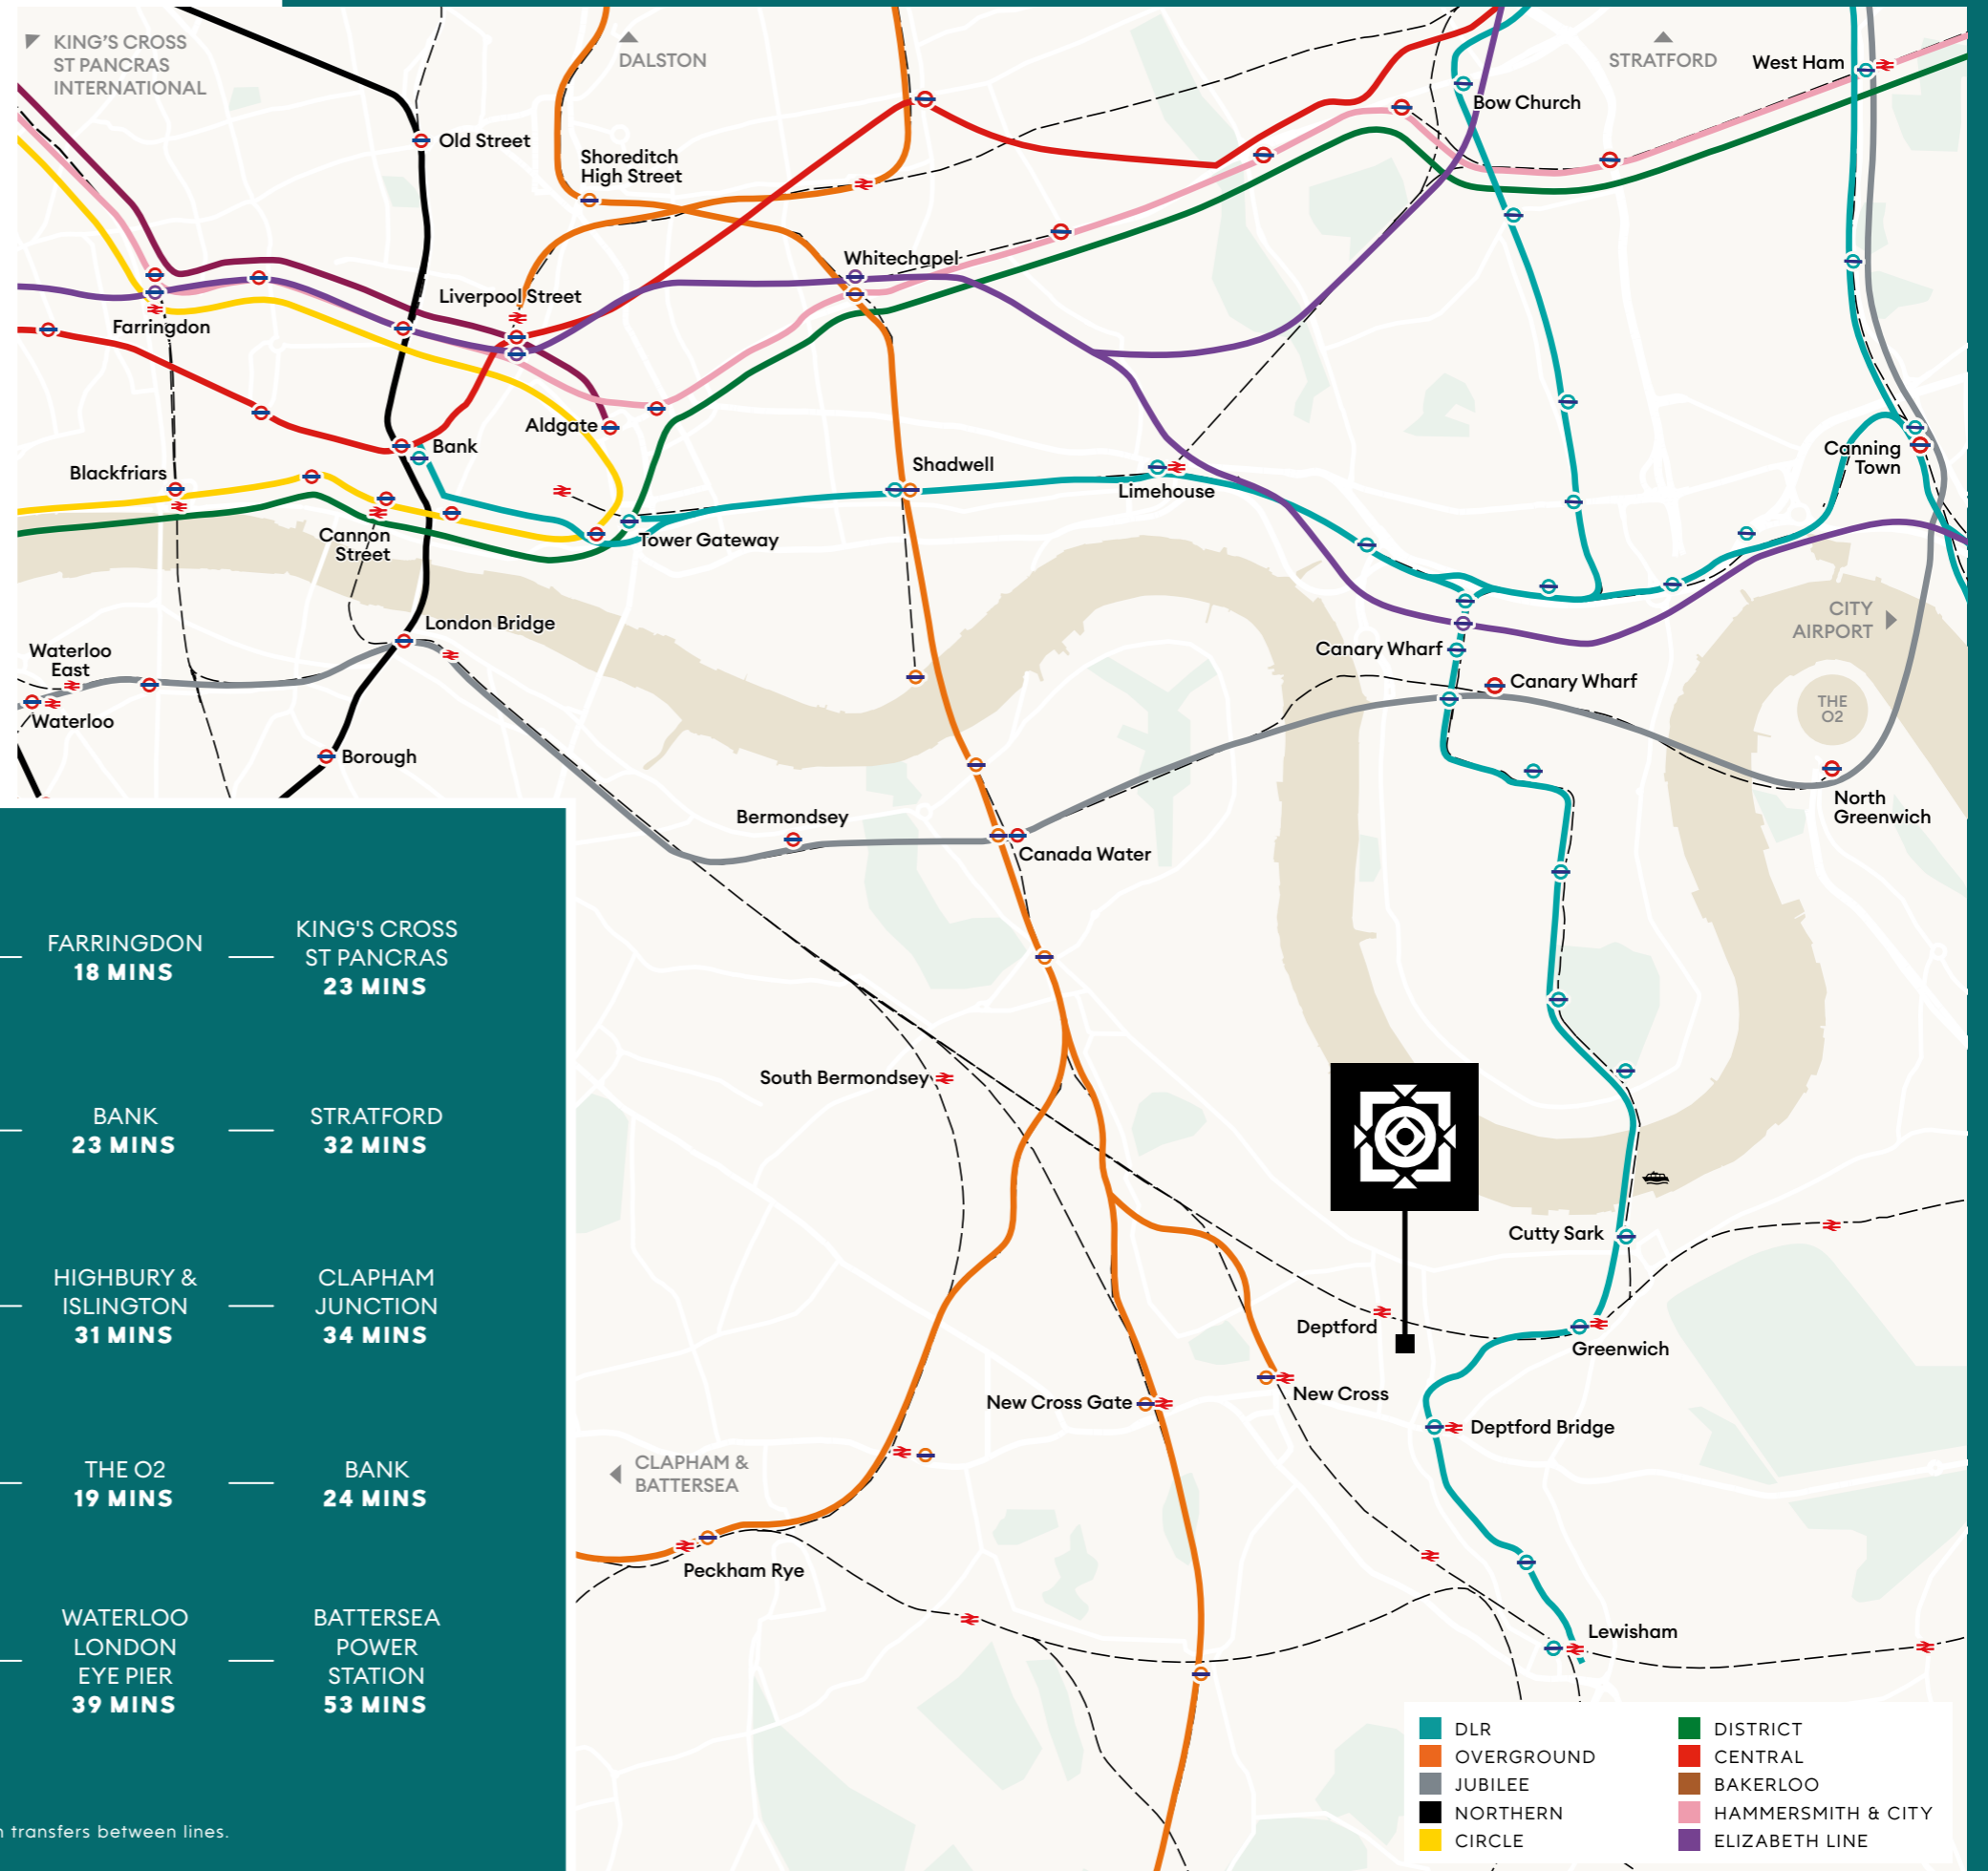 KING'S CROSS
ST PANCRAS
INTERNATIONAL
DALSTON
STRATFORD
West Ham
Bow Church
Old Street
Shoreditch
High Street
Whitechapel
Liverpool Street
Farringdon
Aldgate
Bank
Blackfriars
Shadwell
Limehouse
Canning
Town
Cannon
Street
Tower Gateway
London Bridge
CITY
AIRPORT
Waterloo
East
Canary Wharf
Canary Wharf
THE
O2
Waterloo
Borough
North
Greenwich
Bermondsey
Canada Water
South Bermondsey
Cutty Sark
Deptford
Greenwich
New Cross
New Cross Gate
Deptford Bridge
CLAPHAM &
BATTERSEA
Peckham Rye
Lewisham
FARRINGDON
18 MINS
KING'S CROSS
ST PANCRAS
23 MINS
BANK
23 MINS
STRATFORD
32 MINS
HIGHBURY &
ISLINGTON
31 MINS
CLAPHAM
JUNCTION
34 MINS
THE O2
19 MINS
BANK
24 MINS
WATERLOO
LONDON
EYE PIER
39 MINS
BATTERSEA
POWER
STATION
53 MINS
transfers between lines.
DLR
OVERGROUND
JUBILEE
NORTHERN
CIRCLE
DISTRICT
CENTRAL
BAKERLOO
HAMMERSMITH & CITY
ELIZABETH LINE